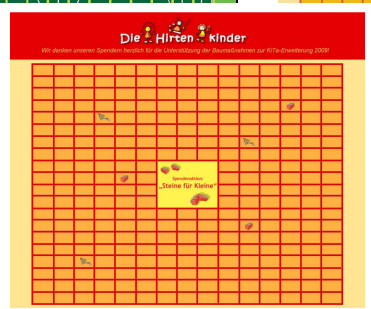 Die Hirten kinder
Wir danken unseren Spendern herzlich für die Unterstützung der Baumaßnahmen zur KiTa-Erweiterung 2009!
Spendenaktion:
„Steine für Kleine"